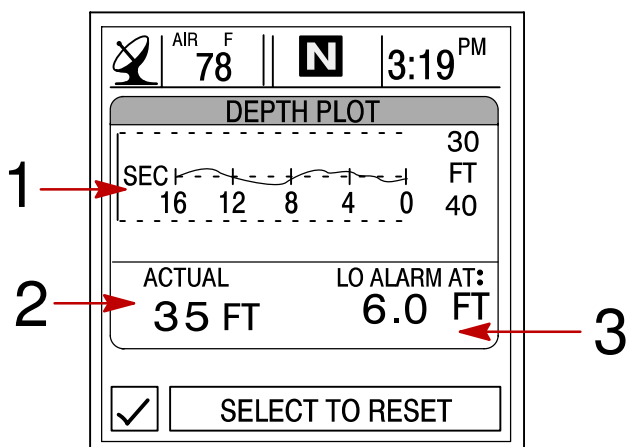 AIR F
78
N
3:19 PM
DEPTH PLOT
30
FT
40
SEC
16 12 8 4 0
1
ACTUAL
35 FT
LO ALARM AT:
6.0 FT
2
3
SELECT TO RESET